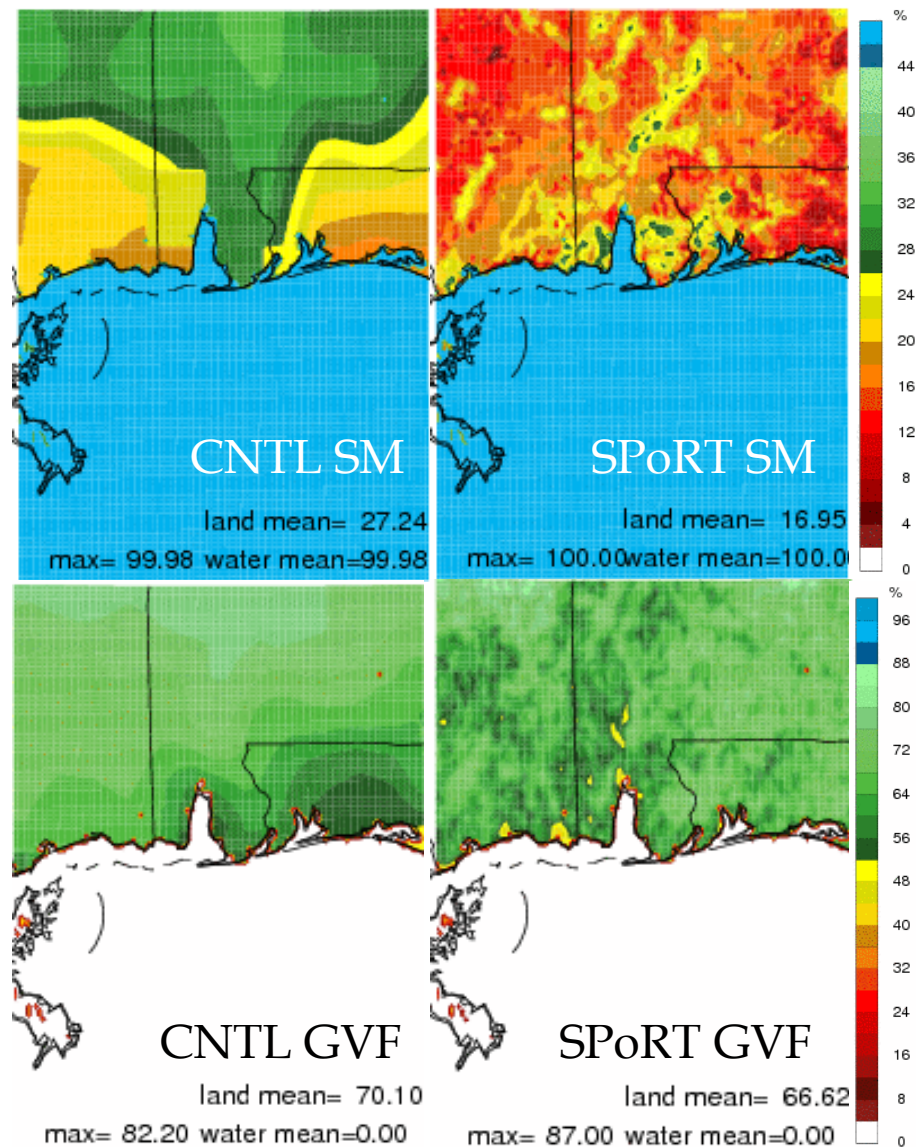 %
44
40
36
32
28
24
20
16
12
8
4
0
CNTL SM
SPoRT SM
land mean= 27.24
land mean= 16.95
max= 99.98 water mean=99.98
max= 100.00water mean=100.0
%
96
88
80
72
64
56
48
40
32
24
16
8
0
CNTL GVF
SPoRT GVF
land mean= 70.10
land mean= 66.62
max= 82.20 water mean=0.00
max= 87.00 water mean=0.00